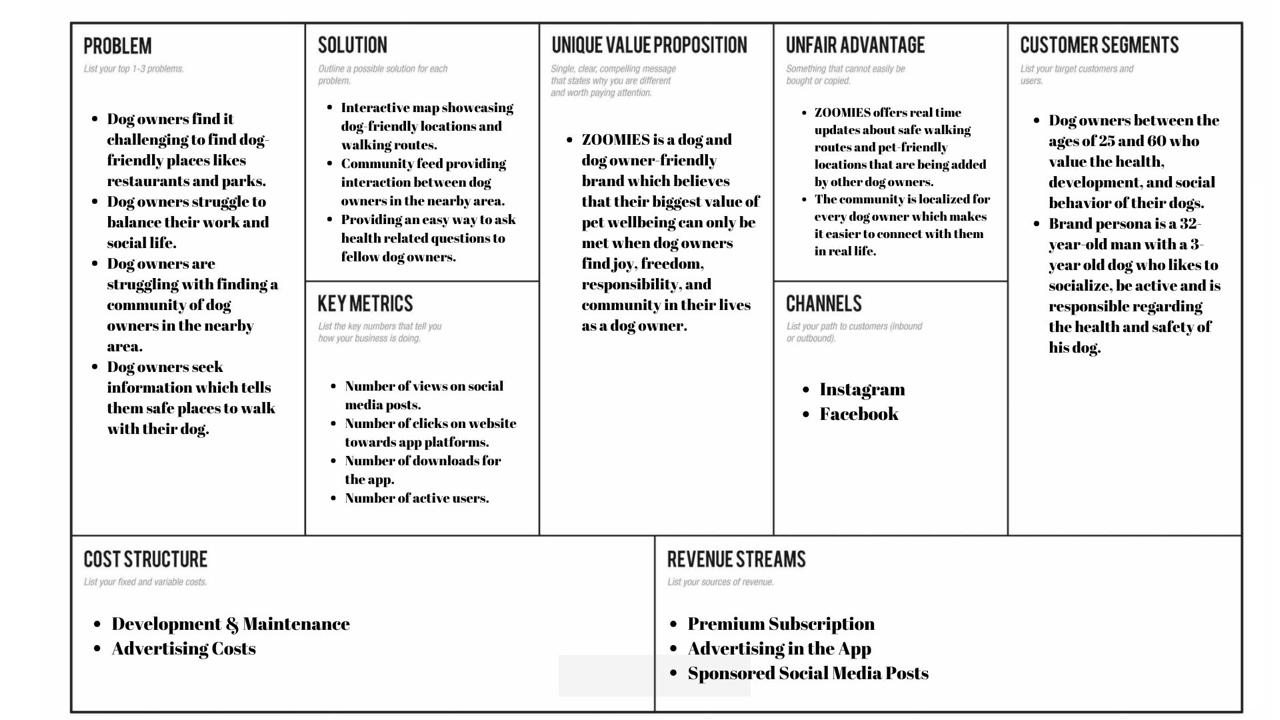 PROBLEM
List your top 1-3 problems.
• Dog owners find it
challenging to find dog-
friendly places likes
restaurants and parks.
• Dog owners struggle to
balance their work and
social life.
• Dog owners are
struggling with finding a
community of dog
owners in the nearby
area.
• Dog owners seek
information which tells
them safe places to walk
with their dog.
SOLUTION
Outline a possible solution for each
problem.
• Interactive map showcasing
dog-friendly locations and
walking routes.
• Community feed providing
interaction between dog
owners in the nearby area.
• Providing an easy way to ask
health related questions to
fellow dog owners.
KEY METRICS
List the key numbers that tell you
how your business is doing.
• Number of views on social
media posts.
• Number of clicks on website
towards app platforms.
• Number of downloads for
the app.
• Number of active users.
UNIQUE VALUE PROPOSITION
Single, clear, compelling message
that states why you are different
and worth paying attention.
• ZOOMIES is a dog and
dog owner-friendly
brand which believes
that their biggest value of
pet wellbeing can only be
met when dog owners
find joy, freedom,
responsibility, and
community in their lives
as a dog owner.
UNFAIR ADVANTAGE
Something that cannot easily be
bought or copied.
• ZOOMIES offers real time
updates about safe walking
routes and pet-friendly
locations that are being added
by other dog owners.
• The community is localized for
every dog owner which makes
it easier to connect with them
in real life.
CHANNELS
List your path to customers (inbound
or outbound).
• Instagram
• Facebook
CUSTOMER SEGMENTS
List your target customers and
users.
• Dog owners between the
ages of 25 and 60 who
value the health,
development, and social
behavior of their dogs.
• Brand persona is a 32-
year-old man with a 3-
year old dog who likes to
socialize, be active and is
responsible regarding
the health and safety of
his dog.
COST STRUCTURE
List your fixed and variable costs.
• Development & Maintenance
• Advertising Costs
REVENUE STREAMS
List your sources of revenue.
• Premium Subscription
• Advertising in the App
• Sponsored Social Media Posts